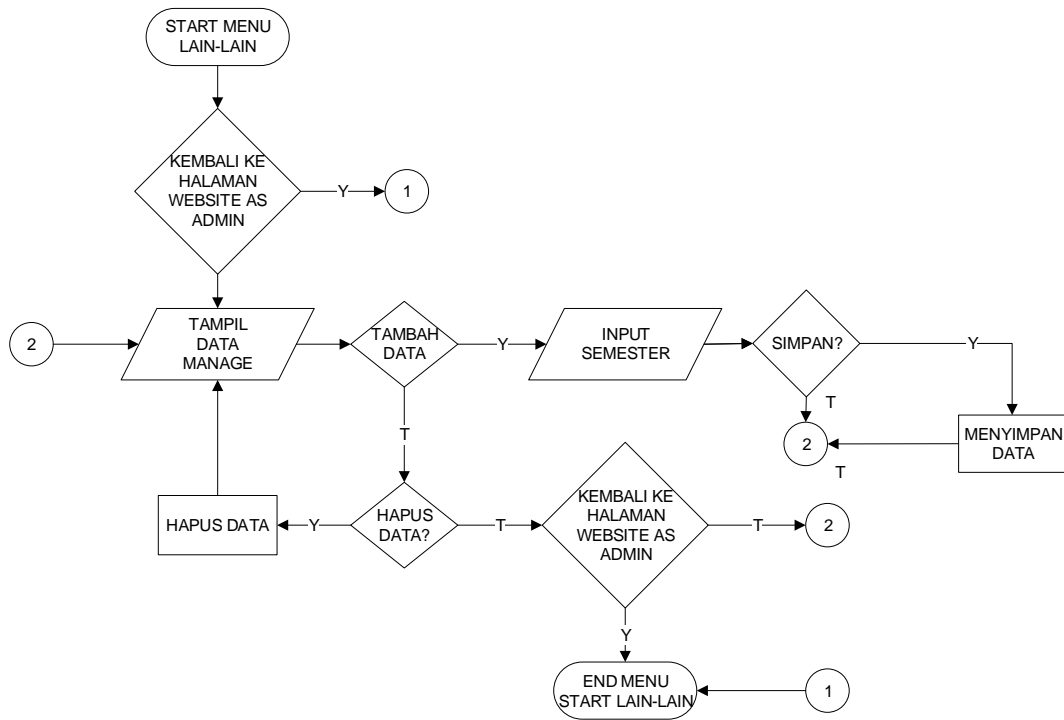 START MENU
LAIN-LAIN
KEMBALI KE
HALAMAN
WEBSITE AS
ADMIN
Y
1
2
TAMPIL
DATA
MANAGE
TAMBAH
DATA
Y
INPUT
SEMESTER
SIMPAN?
Y
T
2
MENYIMPAN
DATA
T
T
HAPUS DATA
Y
HAPUS
DATA?
T
KEMBALI KE
HALAMAN
WEBSITE AS
ADMIN
T
2
Y
END MENU
START LAIN-LAIN
1